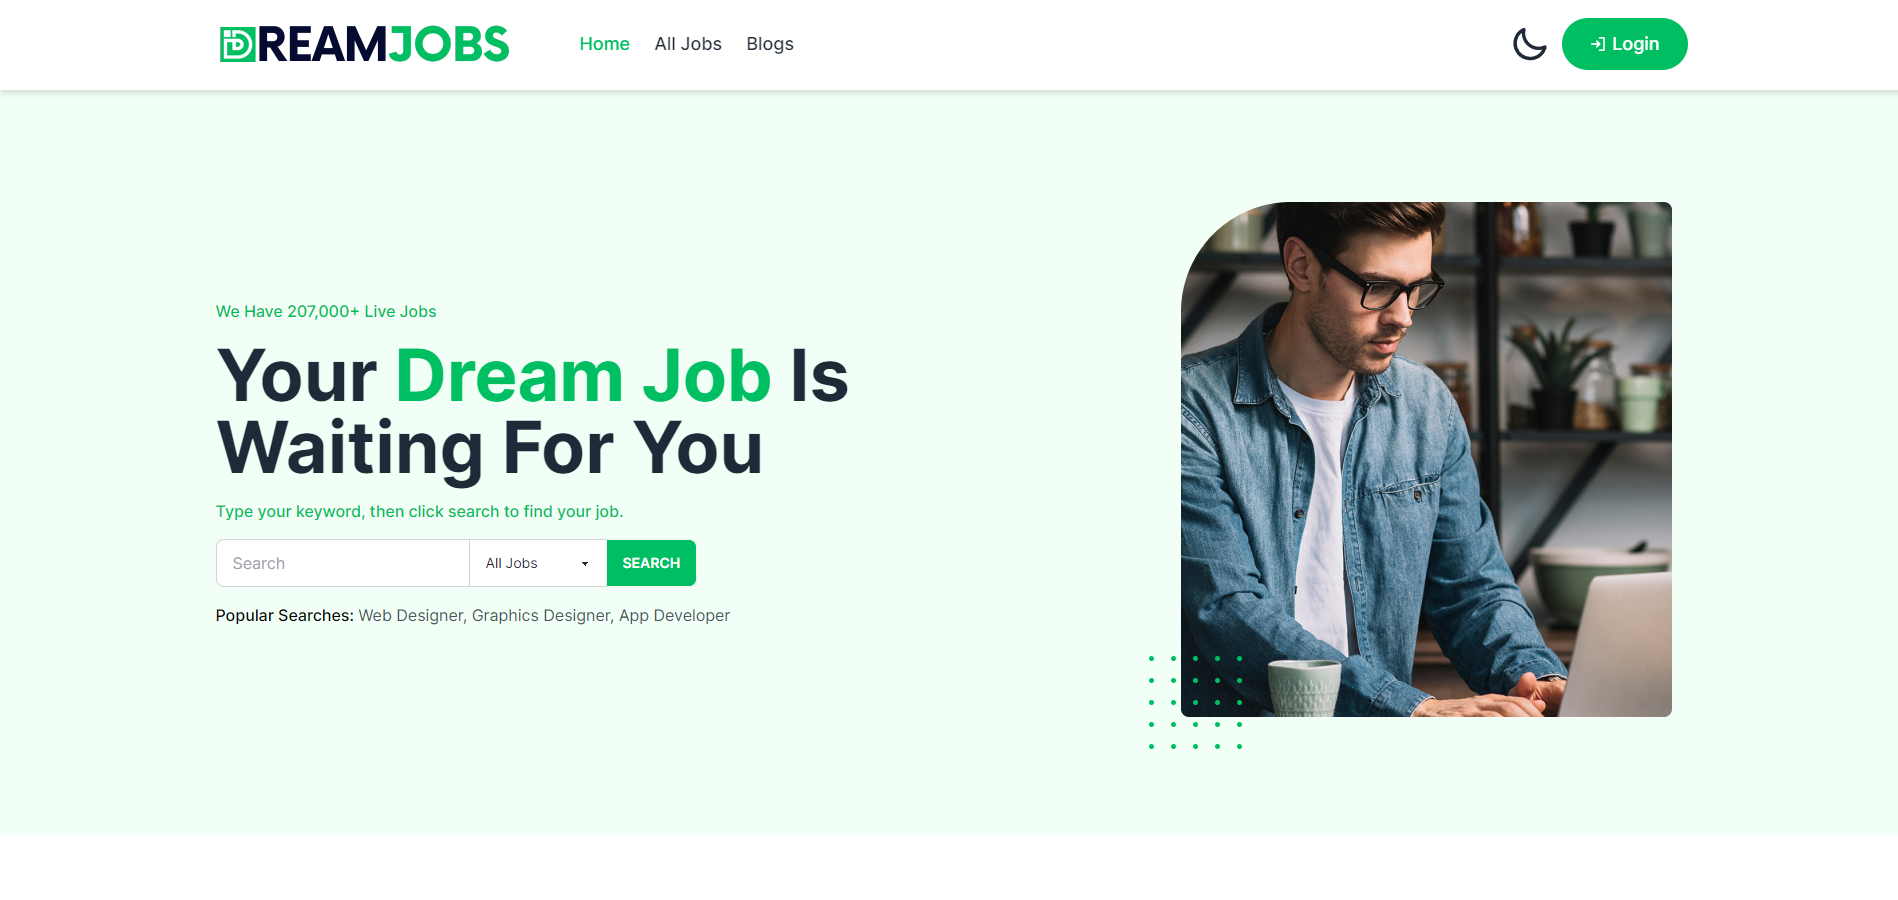 DREAMJOBS
Home All Jobs Blogs
Login
We Have 207,000+ Live Jobs
Your Dream Job Is
Waiting For You
Type your keyword, then click search to find your job.
Search All Jobs SEARCH
Popular Searches: Web Designer, Graphics Designer, App Developer